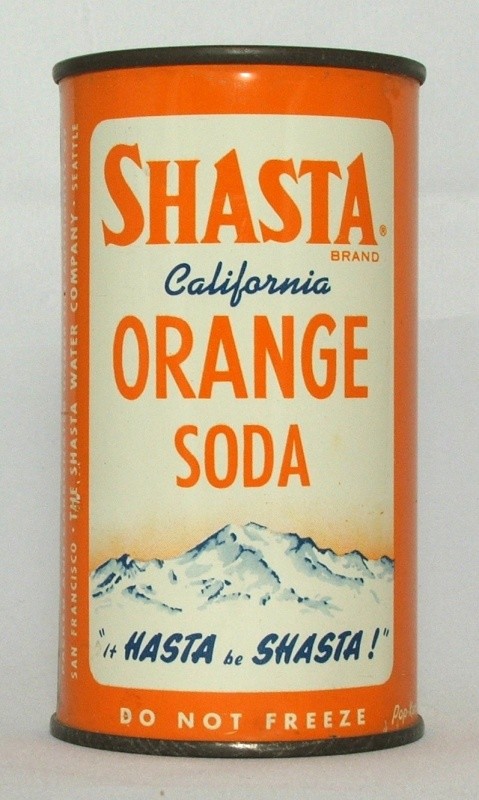 SHASTA®
BRAND
California
ORANGE
SODA
"it HASTA be SHASTA!"
DO NOT FREEZE
SAN FRANCISCO • THE SHASTA WATER COMPANY • SEATTLE